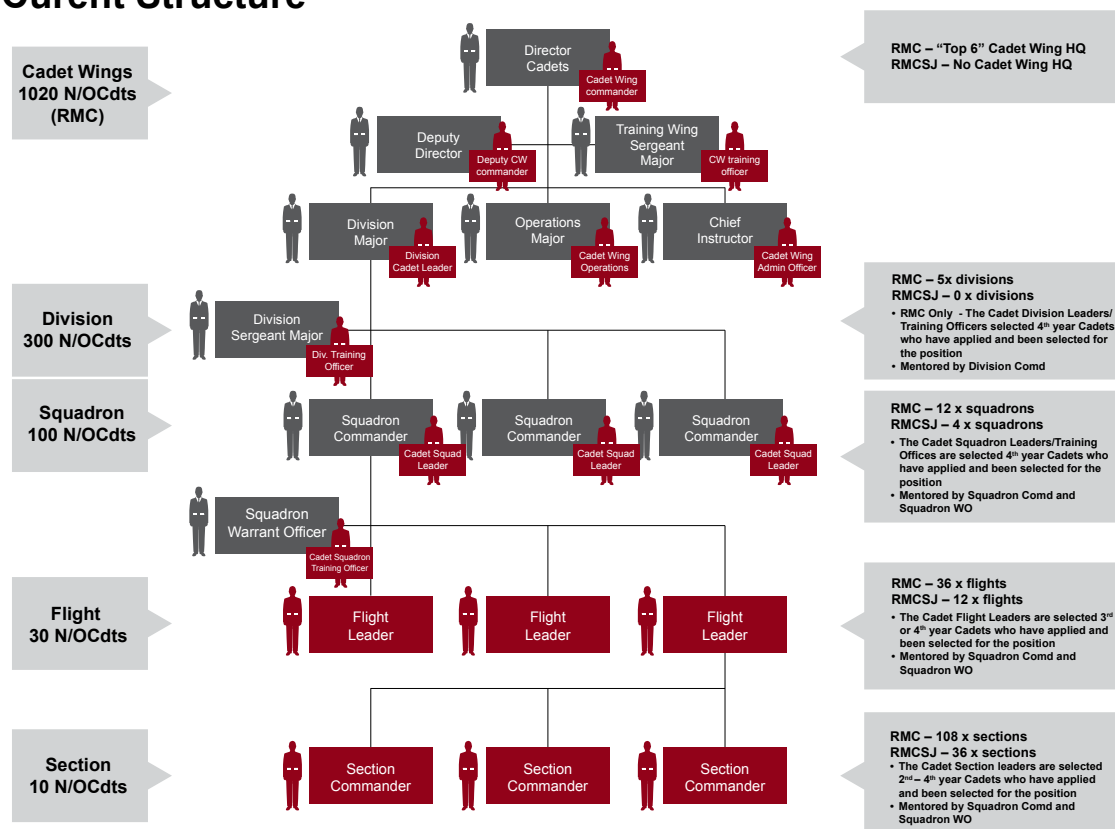 Curent Structure
Cadet Wings
1020 N/OCdts
(RMC)
Director
Cadets
Cadet Wing
commander
RMC – “Top 6” Cadet Wing HQ
RMCSJ – No Cadet Wing HQ
Deputy
Director
Deputy CW
commander
Training Wing
Sergeant
Major
CW training
officer
Division
Major
Division
Cadet Leader
Operations
Major
Cadet Wing
Operations
Chief
Instructor
Cadet Wing
Admin Officer
Division
300 N/OCdts
Division
Sergeant Major
Div. Training
Officer
RMC – 5x divisions
RMCSJ – 0 x divisions
• RMC Only - The Cadet Division Leaders/
Training Officers selected 4th year Cadets
who have applied and been selected for
the position
• Mentored by Division Comd
Squadron
100 N/OCdts
Squadron
Commander
Cadet Squad
Leader
Squadron
Commander
Cadet Squad
Leader
Squadron
Commander
Cadet Squad
Leader
RMC – 12 x squadrons
RMCSJ – 4 x squadrons
• The Cadet Squadron Leaders/Training
Offices are selected 4th year Cadets who
have applied and been selected for the
position
• Mentored by Squadron Comd and
Squadron WO
Squadron
Warrant Officer
Cadet Squadron
Training Officer
Flight
30 N/OCdts
Flight
Leader
Flight
Leader
Flight
Leader
RMC – 36 x flights
RMCSJ – 12 x flights
• The Cadet Flight Leaders are selected 3rd
or 4th year Cadets who have applied and
been selected for the position
• Mentored by Squadron Comd and
Squadron WO
Section
10 N/OCdts
Section
Commander
Section
Commander
Section
Commander
RMC – 108 x sections
RMCSJ – 36 x sections
• The Cadet Section leaders are selected
2nd – 4th year Cadets who have applied
and been selected for the position
• Mentored by Squadron Comd and
Squadron WO